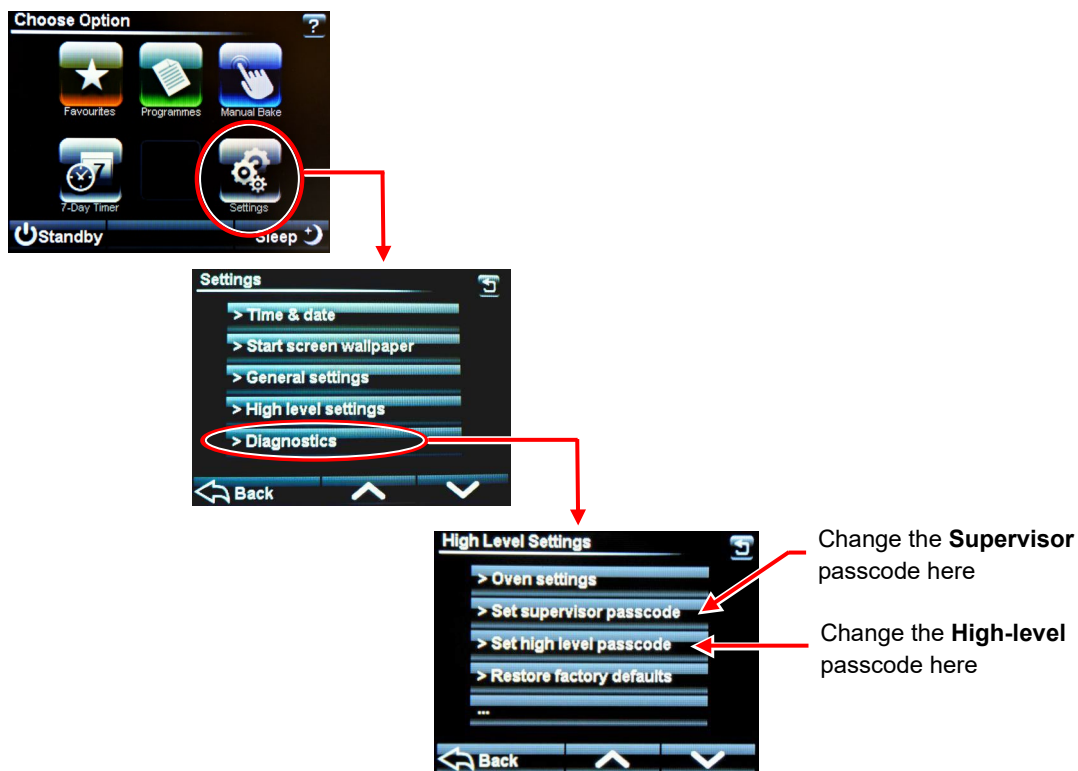 Choose Option
?
Favourites
Programmes
Manual Bake
7
7-Day Timer
Settings
Standby
Sleep
Settings
> Time & date
> Start screen wallpaper
> General settings
> High level settings
> Diagnostics
Back
High Level Settings
> Oven settings
> Set supervisor passcode
> Set high level passcode
> Restore factory defaults
...
Back
Change the Supervisor
passcode here
Change the High-level
passcode here